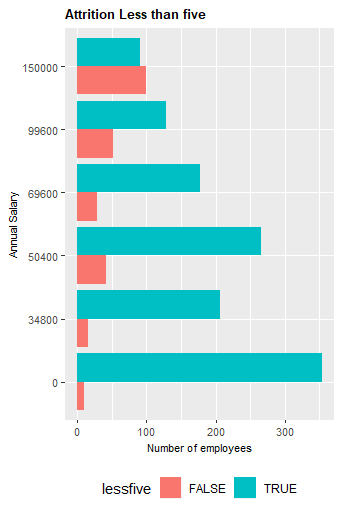 Attrition Less than five
150000
99600
69600
50400
34800
0
Annual Salary
0 100 200 300
Number of employees
lessfive FALSE TRUE